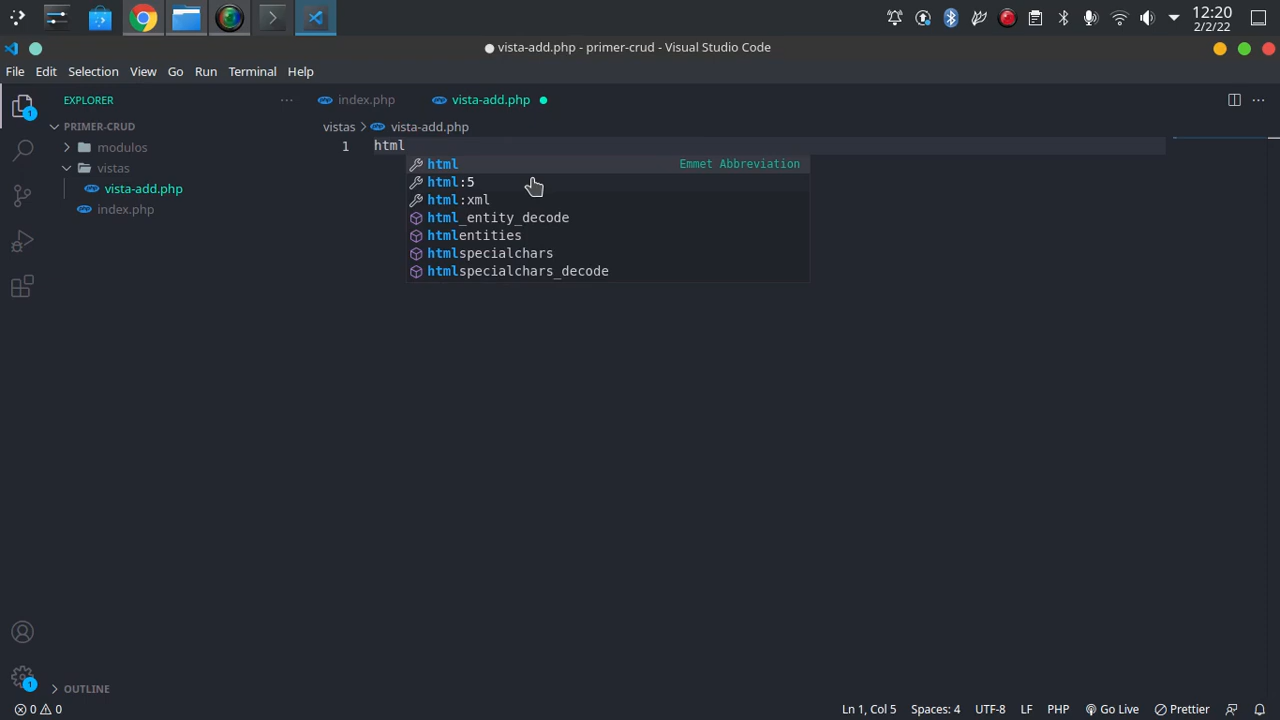 12:20
2/2/22
vista-add.php - primer-crud - Visual Studio Code
File Edit Selection View Go Run Terminal Help
EXPLORER
PRIMER-CRUD
modulos
vistas
vista-add.php
index.php
index.php vista-add.php
vistas vista-add.php
1 html
html Emmet Abbreviation
html:5
html:xml
html_entity_decode
htmlentities
htmlspecialchars
htmlspecialchars_decode
1
1
OUTLINE
0 0 Ln 1, Col 5 Spaces: 4 UTF-8 LF PHP Go Live Prettier